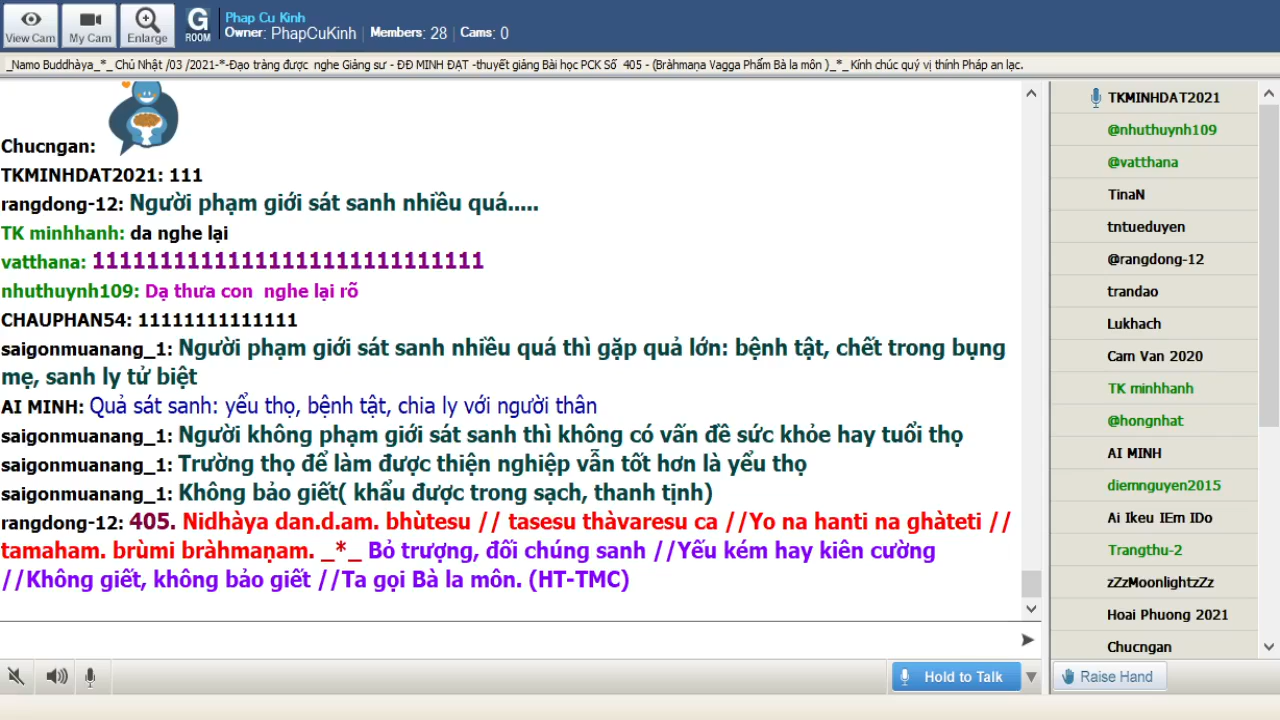 View Cam
My Cam
Enlarge
G
ROOM
Phap Cu Kinh
Owner: PhapCuKinh | Members: 28 | Cams: 0
_Namo Buddhàya_*_ Chủ Nhật /03 /2021-*-Đạo tràng được nghe Giảng sư - ĐĐ MINH ĐẠT -thuyết giảng Bài học PCK Số 405 - (Bràhmaṇa Vagga Phẩm Bà la môn )_*_ Kính chúc quý vị thính Pháp an lạc.
Chucngan:
TKMINHDAT2021: 111
rangdong-12: Người phạm giới sát sanh nhiều quá.....
TK minhhanh: da nghe lại
vatthana: 11111111111111111111111111111
nhuthuynh109: Dạ thưa con nghe lại rõ
CHAUPHAN54: 11111111111111
saigonmuanang_1: Người phạm giới sát sanh nhiều quá thì gặp quả lớn: bệnh tật, chết trong bụng
mẹ, sanh ly tử biệt
AI MINH: Quả sát sanh: yểu thọ, bệnh tật, chia ly với người thân
saigonmuanang_1: Người không phạm giới sát sanh thì không có vấn đề sức khỏe hay tuổi thọ
saigonmuanang_1: Trường thọ để làm được thiện nghiệp vẫn tốt hơn là yểu thọ
saigonmuanang_1: Không bảo giết( khẩu được trong sạch, thanh tịnh)
rangdong-12: 405. Nidhàya dan.d.am. bhùtesu // tasesu thàvaresu ca //Yo na hanti na ghàteti //
tamaham. brùmi bràhmaṇam. _*_ Bỏ trượng, đối chúng sanh //Yếu kém hay kiên cường
//Không giết, không bảo giết //Ta gọi Bà la môn. (HT-TMC)
TKMINHDAT2021
@nhuthuynh109
@vatthana
TinaN
tntueduyen
@rangdong-12
trandao
Lukhach
Cam Van 2020
TK minhhanh
@hongnhat
AI MINH
diemnguyen2015
Ai Ikeu IEm IDo
Trangthu-2
zZzMoonlightzZz
Hoai Phuong 2021
Chucngan
Hold to Talk
Raise Hand